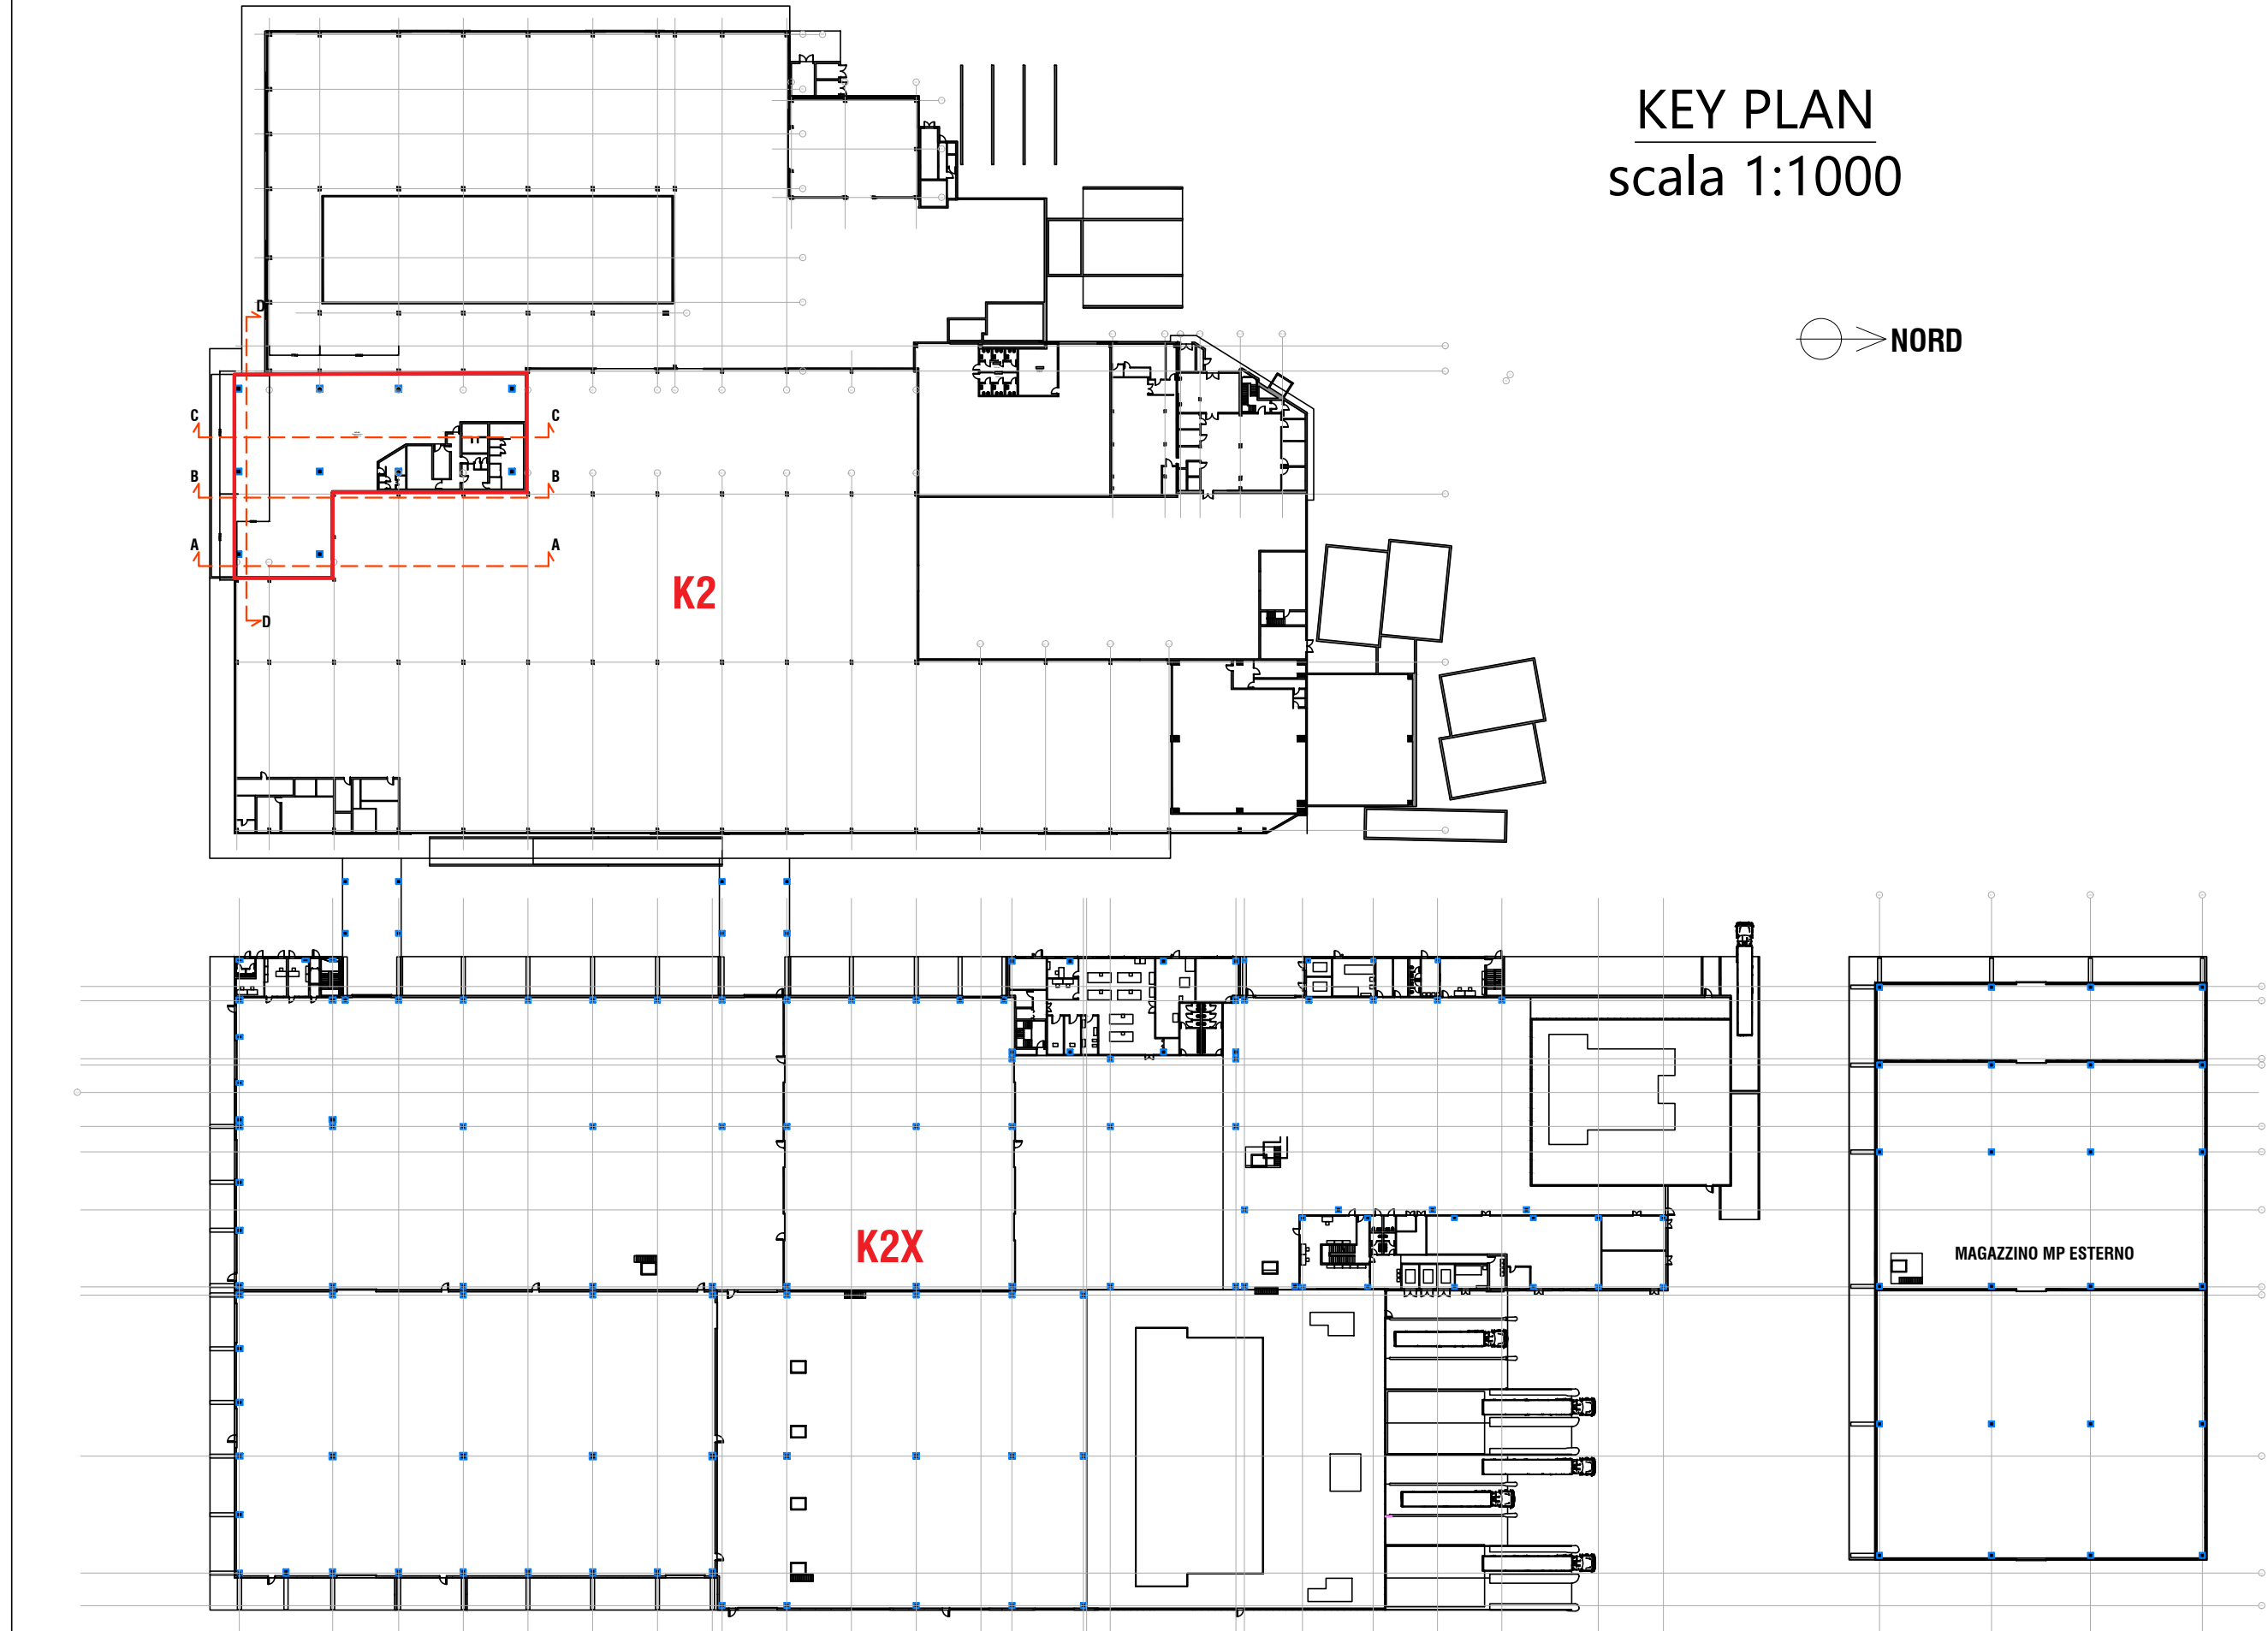 KEY PLAN
scala 1:1000
NORD
D
C
C
B
B
A
A
D
K2
K2X
MAGAZZINO MP ESTERNO